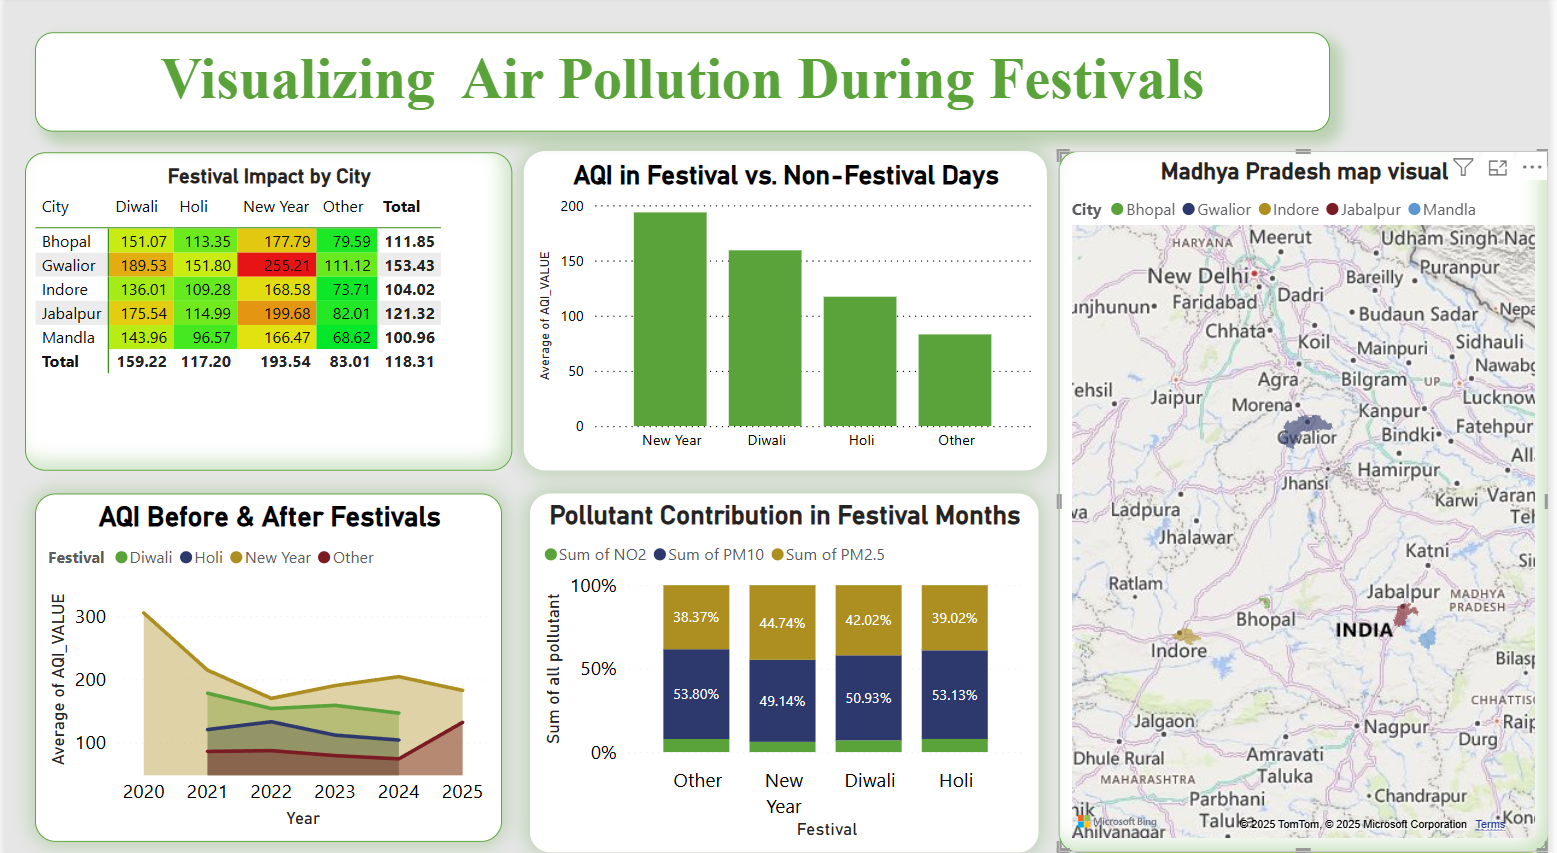 Visualizing Air Pollution During Festivals
Festival Impact by City
City Diwali Holi New Year Other Total
Bhopal 151.07 113.35 177.79 79.59 111.85
Gwalior 189.53 151.80 255.21 111.12 153.43
Indore 136.01 109.28 168.58 73.71 104.02
Jabalpur 175.54 114.99 199.68 82.01 121.32
Mandla 143.96 96.57 166.47 68.62 100.96
Total 159.22 117.20 193.54 83.01 118.31
AQI in Festival vs. Non-Festival Days
Average of AQI_VALUE
200
150
100
50
0
New Year Diwali Holi Other
Madhya Pradesh map visual
City Bhopal Gwalior Indore Jabalpur Mandla
HARYANA Meerut Udham Singh Nag
New Delhi Bareilly Puranpur
unjhunun Faridabad Dadri Nepa
Chhata Budaun Sadar
Koil Mainpuri Sidhauli
Nawabg
ehsil Agra Bilgram UP
Jaipur Morena Kanpur Lucknow
Gwalior Bindki Fatehpur
All
Hamirpur
Jhansi Karwi Varan
wa Ladpura Teh
Jhalawar Katni Sin
Ratlam
Jabalpur MADHYA
PRADESH
Bhopal INDIA
Indore Bilasp
CHHATTISG
Jalgaon Nagpur Raip
Durg
Dhule Rural Amravati
Taluka
MAHARASHTRA
Parbhani Chandrapur
nik Taluka Kon
Ahilyanagar
Microsoft Bing
© 2025 TomTom, © 2025 Microsoft Corporation Terms
AQI Before & After Festivals
Festival Diwali Holi New Year Other
Average of AQI_VALUE
300
200
100
2020 2021 2022 2023 2024 2025
Year
Pollutant Contribution in Festival Months
Sum of NO2 Sum of PM10 Sum of PM2.5
Sum of all pollutant
100%
50%
0%
38.37% 44.74% 42.02% 39.02%
53.80% 49.14% 50.93% 53.13%
Other New Year Diwali Holi
Festival